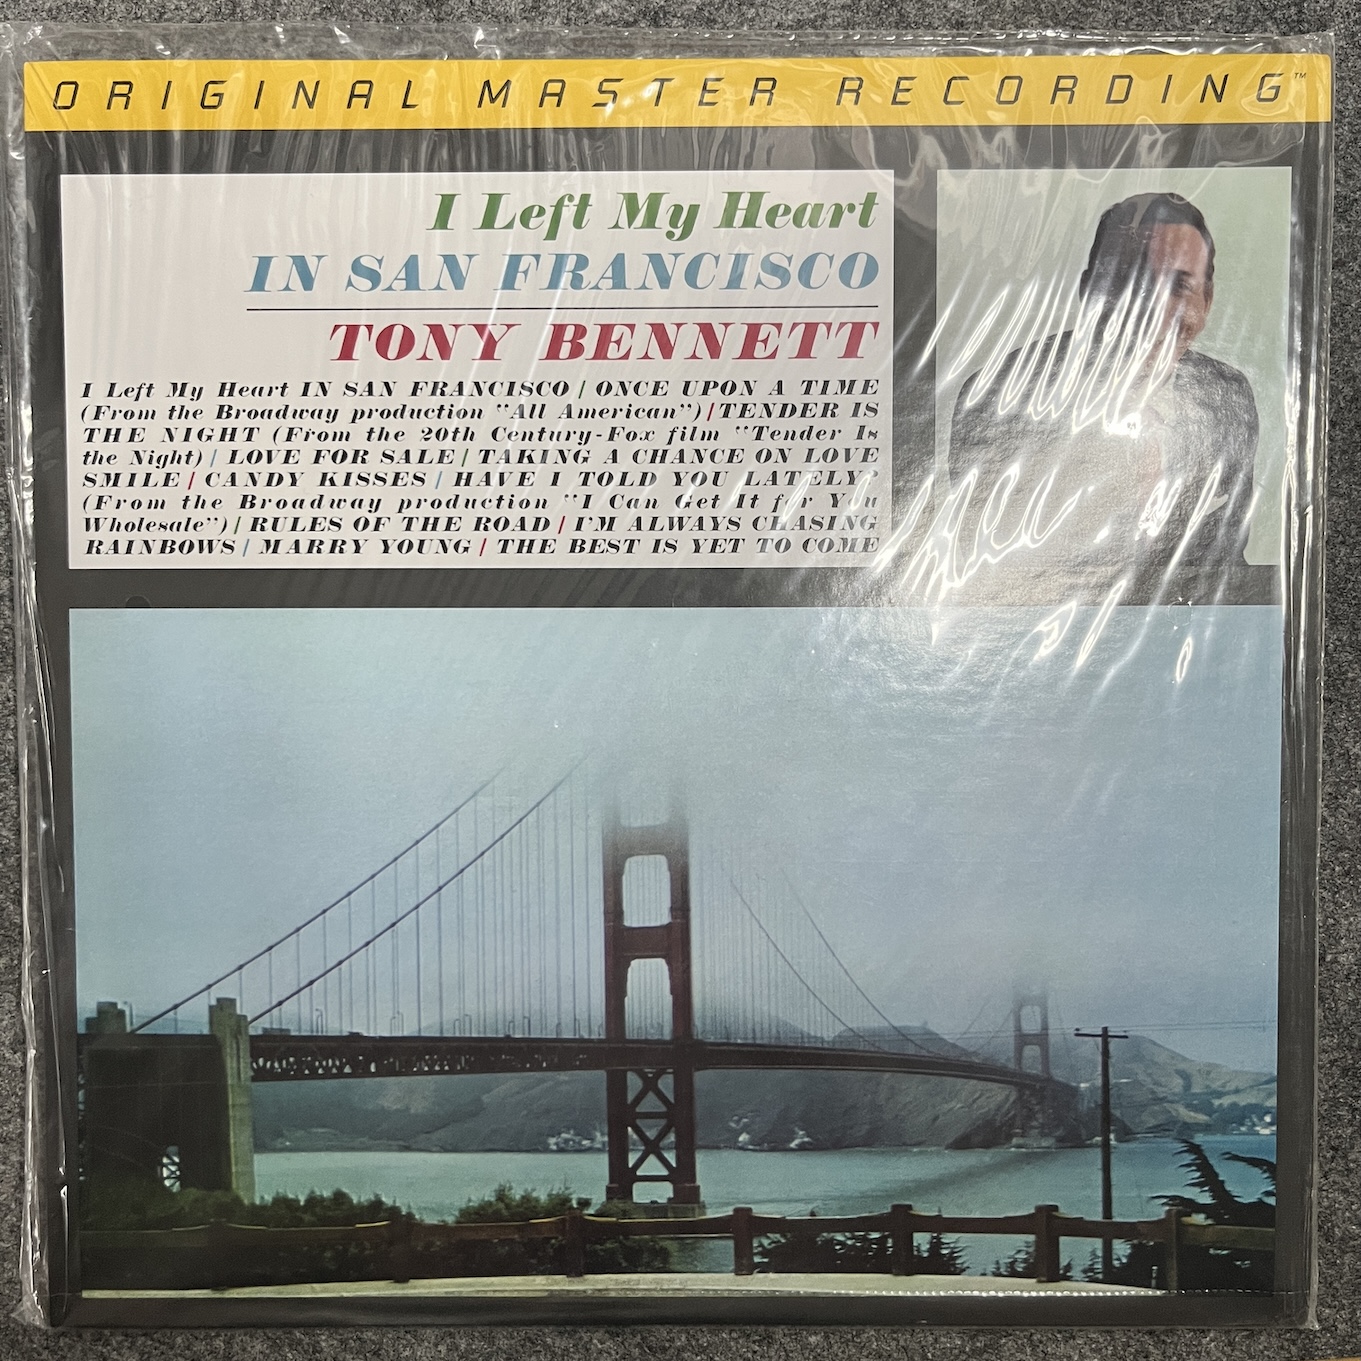 ORIGINAL MASTER RECORDING™
I Left My Heart
IN SAN FRANCISCO
TONY BENNETT
I Left My Heart IN SAN FRANCISCO / ONCE UPON A TIME
(From the Broadway production "All American") / TENDER IS
THE NIGHT (From the 20th Century-Fox film "Tender Is
the Night) / LOVE FOR SALE / TAKING A CHANCE ON LOVE
SMILE / CANDY KISSES / HAVE I TOLD YOU LATELY?
(From the Broadway production "I Can Get It for You
Wholesale") / RULES OF THE ROAD / I'M ALWAYS CHASING
RAINBOWS / MARRY YOUNG / THE BEST IS YET TO COME